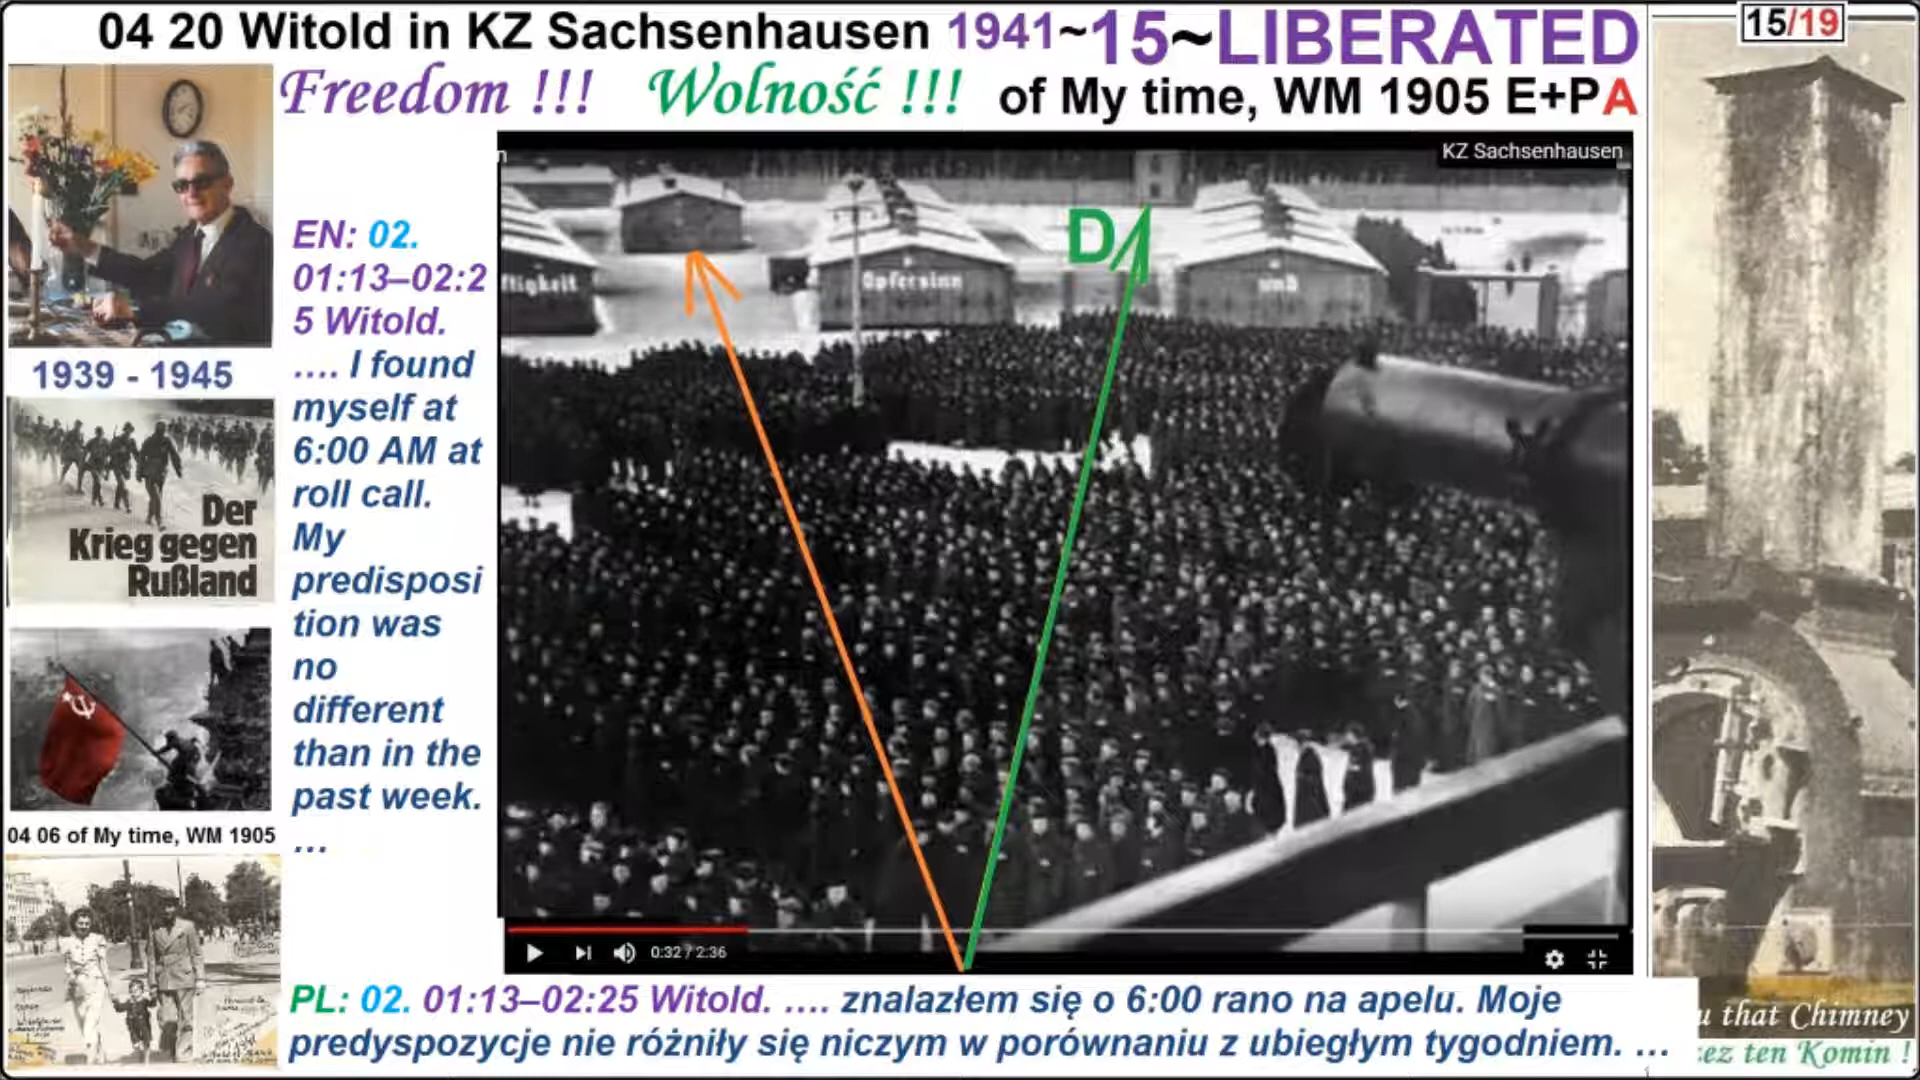 04 20 Witold in KZ Sachsenhausen 1941~15~LIBERATED
15/19
Freedom !!! Wolność !!! of My time, WM 1905 E+PA
KZ Sachsenhausen
EN: 02.
01:13–02:2
5 Witold.
.... I found
myself at
6:00 AM at
roll call.
My
predisposi
tion was
no
different
than in the
past week.
...
1939 - 1945
Der
Krieg gegen
Rußland
04 06 of My time, WM 1905
D
ftigkeit
Opfersinn
und
0:32 / 2:36
PL: 02. 01:13–02:25 Witold. .... znalazłem się o 6:00 rano na apelu. Moje
predyspozycje nie różniły się niczym w porównaniu z ubiegłym tygodniem. ...
u that Chimney
zez ten Komin !